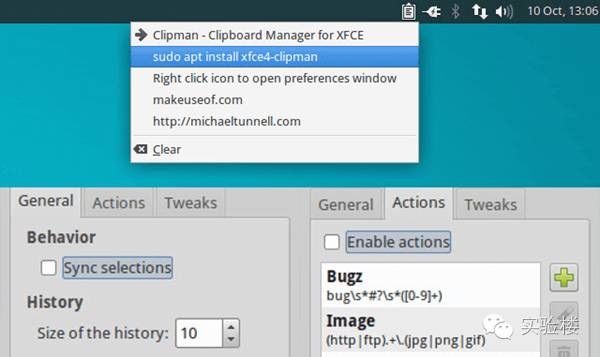 10 Oct, 13:06
Clipman - Clipboard Manager for XFCE
sudo apt install xfce4-clipman
Right click icon to open preferences window
makeuseof.com
http://michaeltunnell.com
Clear
General Actions Tweaks
Behavior
Sync selections
History
Size of the history: 10
General Actions Tweaks
Enable actions
Bugz
bug\s*#?\s*([0-9]+)
Image
(http|ftp).+\.(jpg|png|gif)
实验楼